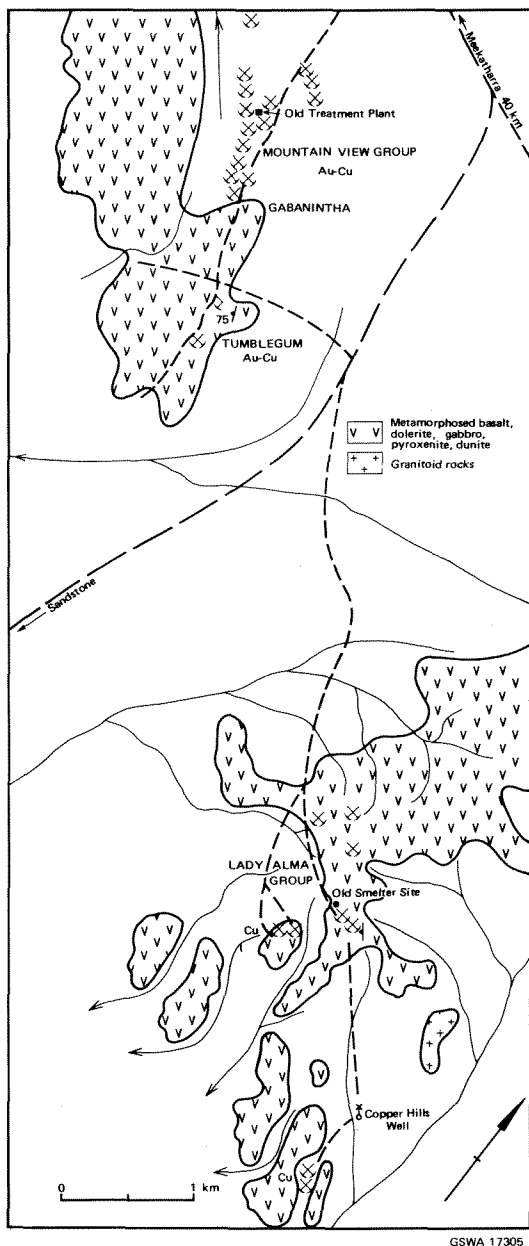 Meekatharra 40 km
Old Treatment Plant
MOUNTAIN VIEW GROUP
Au-Cu
GABANINTHA
75°
TUMBLEGUM
Au-Cu
Metamorphosed basalt,
dolerite, gabbro,
pyroxenite, dunite
Granitoid rocks
Sandstone
LADY ALMA
GROUP
Old Smelter Site
Cu
Copper Hills
Well
Cu
0 1 km
GSWA 17305